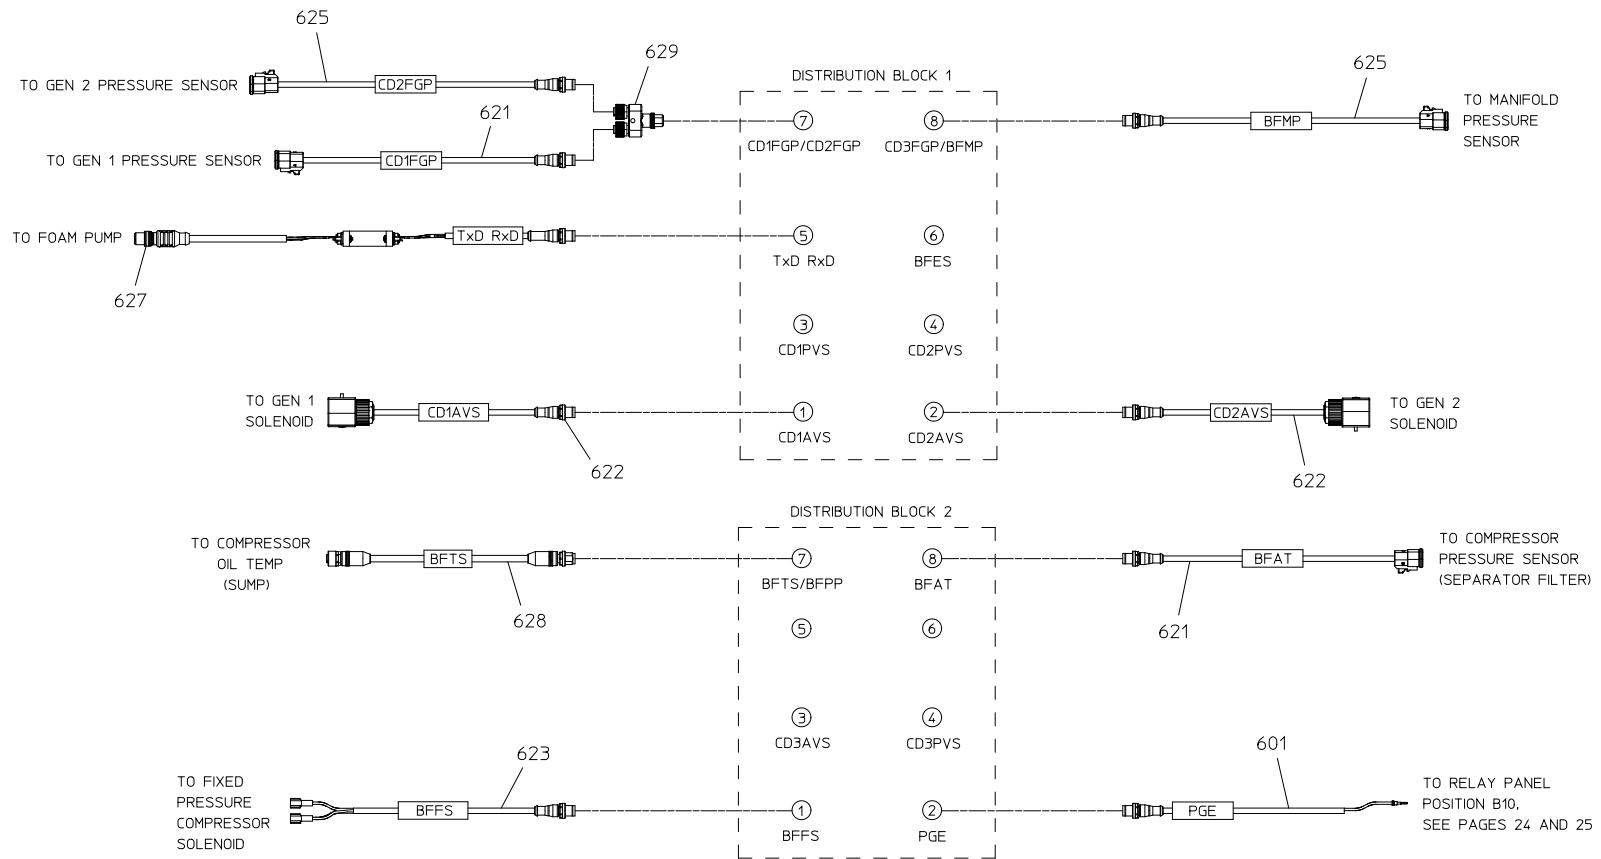 625
629
TO GEN 2 PRESSURE SENSOR
CD2FGP
621
TO GEN 1 PRESSURE SENSOR
CD1FGP
DISTRIBUTION BLOCK 1
7
CD1FGP/CD2FGP
8
CD3FGP/BFMP
625
BFMP
TO MANIFOLD
PRESSURE
SENSOR
TO FOAM PUMP
TxD RxD
627
5
TxD RxD
6
BFES
3
CD1PVS
4
CD2PVS
TO GEN 1
SOLENOID
CD1AVS
622
1
CD1AVS
2
CD2AVS
CD2AVS
622
TO GEN 2
SOLENOID
DISTRIBUTION BLOCK 2
TO COMPRESSOR
OIL TEMP
(SUMP)
BFTS
628
7
BFTS/BFPP
8
BFAT
BFAT
621
TO COMPRESSOR
PRESSURE SENSOR
(SEPARATOR FILTER)
5
6
3
CD3AVS
4
CD3PVS
TO FIXED
PRESSURE
COMPRESSOR
SOLENOID
BFFS
623
1
BFFS
2
PGE
PGE
601
TO RELAY PANEL
POSITION B10,
SEE PAGES 24 AND 25